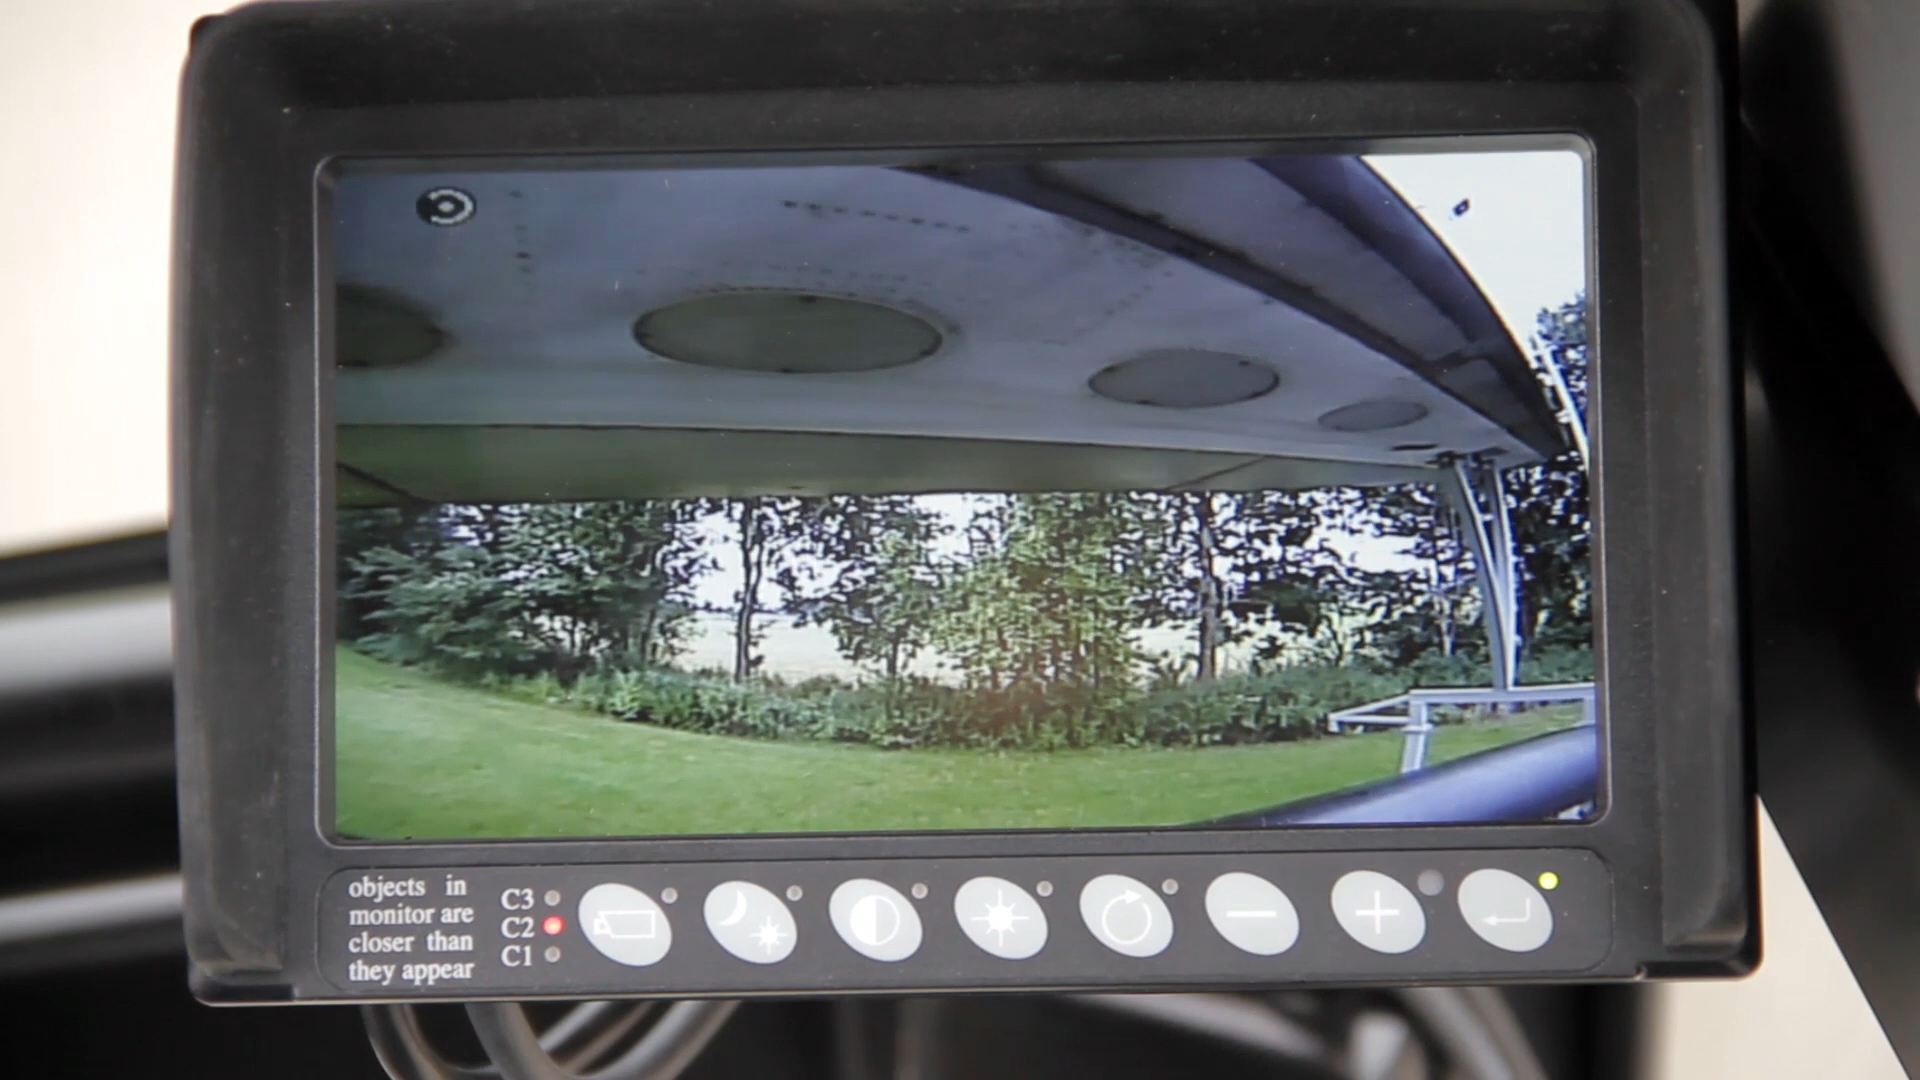 objects in
monitor are
closer than
they appear
C3
C2
C1